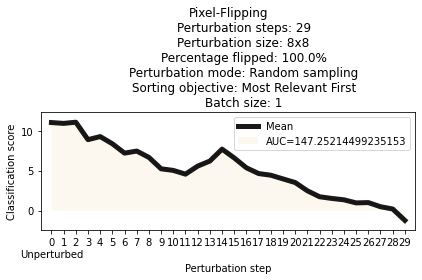 Pixel-Flipping
Perturbation steps: 29
Perturbation size: 8x8
Percentage flipped: 100.0%
Perturbation mode: Random sampling
Sorting objective: Most Relevant First
Batch size: 1
Mean
AUC=147.25214499235153
Classification score
10
5
0
0 1 2 3 4 5 6 7 8 9 10 11 12 13 14 15 16 17 18 19 20 21 22 23 24 25 26 27 28 29
Unperturbed
Perturbation step